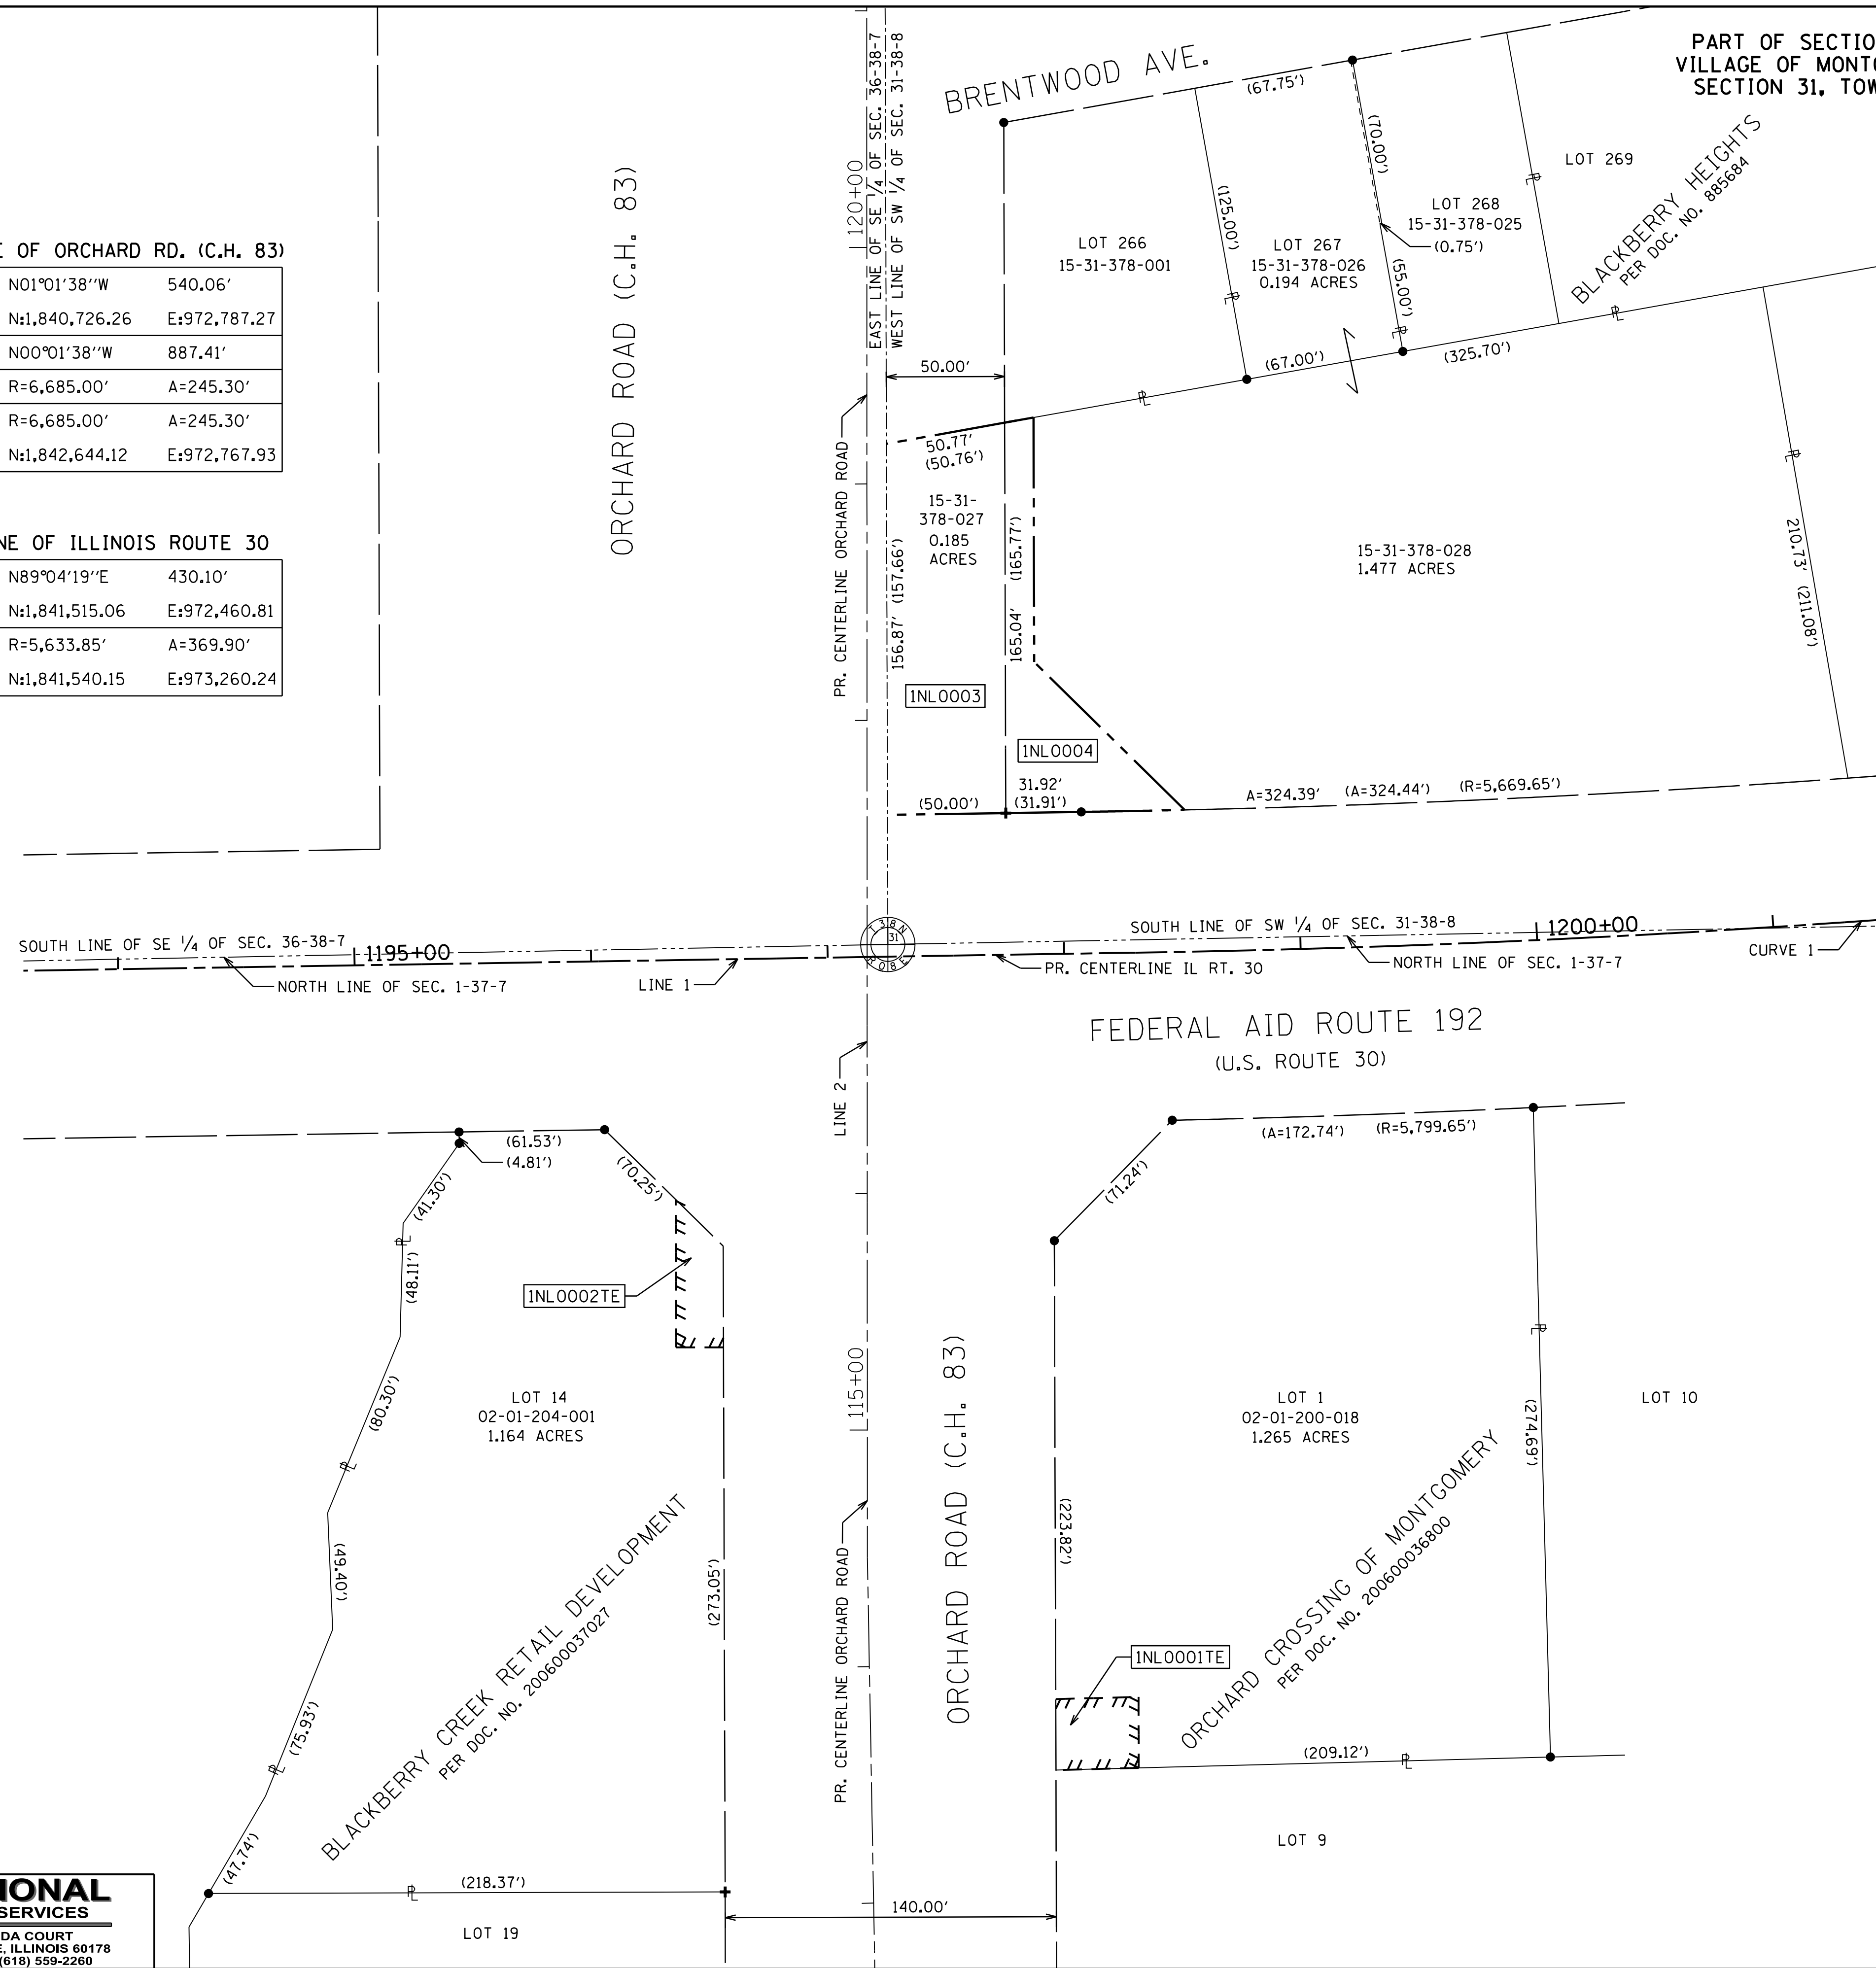 PART OF SECTIO
VILLAGE OF MONTG
SECTION 31, TOW
E OF ORCHARD RD. (C.H. 83)
N01°01'38''W 540.06'
N:1,840,726.26 E:972,787.27
N00°01'38''W 887.41'
R=6,685.00' A=245.30'
R=6,685.00' A=245.30'
N:1,842,644.12 E:972,767.93
NE OF ILLINOIS ROUTE 30
N89°04'19''E 430.10'
N:1,841,515.06 E:972,460.81
R=5,633.85' A=369.90'
N:1,841,540.15 E:973,260.24
ORCHARD ROAD (C.H. 83)
120+00
EAST LINE OF SE 1/4 OF SEC. 36-38-7
WEST LINE OF SW 1/4 OF SEC. 31-38-8
BRENTWOOD AVE.
(67.75')
(70.00')
(125.00')
LOT 269
LOT 268
15-31-378-025
(0.75')
LOT 266
15-31-378-001
LOT 267
15-31-378-026
0.194 ACRES
(55.00')
BLACKBERRY HEIGHTS
PER DOC. NO. 885684
PL
PL
PL
PL
(67.00')
(325.70')
50.00'
PL
PR. CENTERLINE ORCHARD ROAD
50.77'
(50.76')
15-31-
378-027
0.185
ACRES
156.87' (157.66')
165.04' (165.77')
15-31-378-028
1.477 ACRES
PL
210.73' (211.08')
1NL0003
1NL0004
31.92'
(50.00')
(31.91')
A=324.39' (A=324.44') (R=5,669.65')
SOUTH LINE OF SE 1/4 OF SEC. 36-38-7
1195+00
T38N
31
R08E
SOUTH LINE OF SW 1/4 OF SEC. 31-38-8
1200+00
NORTH LINE OF SEC. 1-37-7
LINE 1
PR. CENTERLINE IL RT. 30
NORTH LINE OF SEC. 1-37-7
CURVE 1
FEDERAL AID ROUTE 192
(U.S. ROUTE 30)
LINE 2
(61.53')
(4.81')
(70.25')
(41.30')
PL
(48.11')
1NL0002TE
(80.30')
PL
LOT 14
02-01-204-001
1.164 ACRES
(49.40')
(273.05')
BLACKBERRY CREEK RETAIL DEVELOPMENT
PER DOC. NO. 200600037027
(75.93')
PL
(47.74')
(218.37')
PL
LOT 19
115+00
PR. CENTERLINE ORCHARD ROAD
ORCHARD ROAD (C.H. 83)
140.00'
(A=172.74') (R=5,799.65')
(71.24')
PL
LOT 1
02-01-200-018
1.265 ACRES
LOT 10
(274.69')
(223.82')
1NL0001TE
ORCHARD CROSSING OF MONTGOMERY
PER DOC. NO. 200600036800
(209.12')
PL
PL
LOT 9
IONAL
SERVICES
DA COURT
E, ILLINOIS 60178
(618) 559-2260